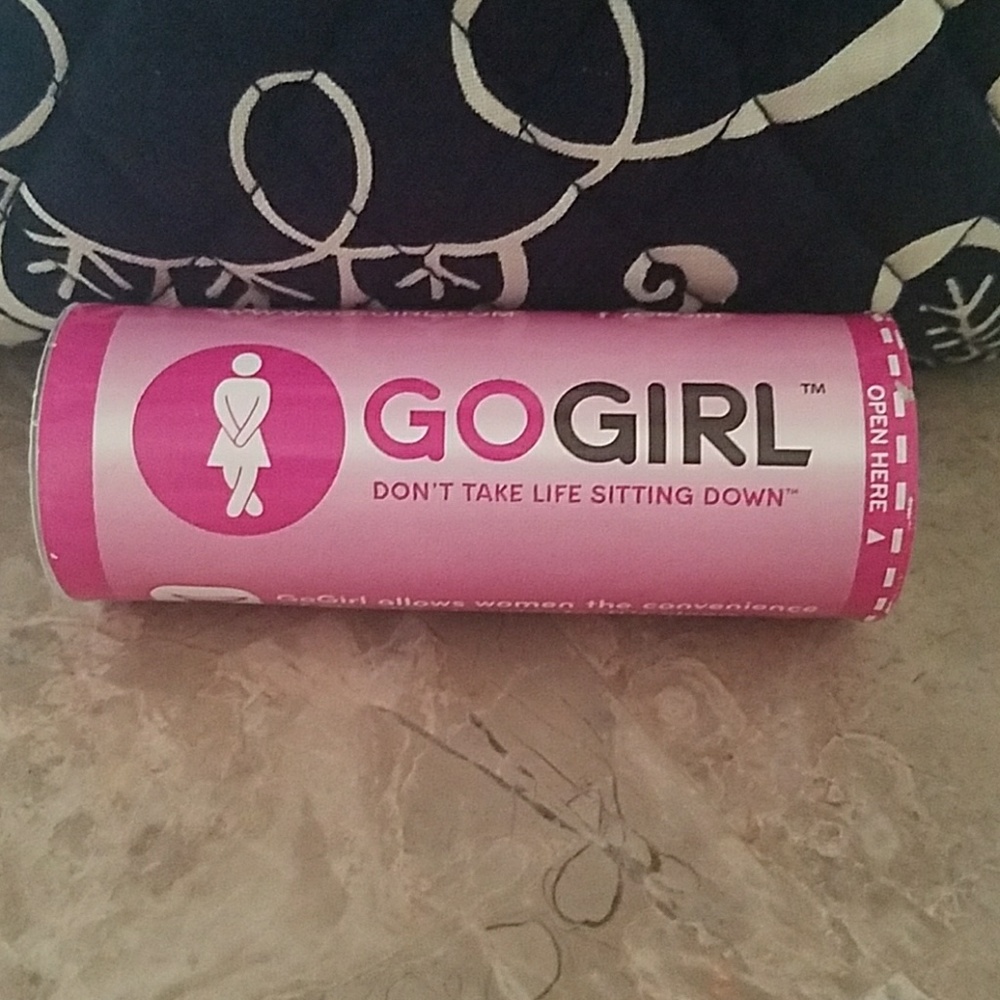 GOGIRL™
DON'T TAKE LIFE SITTING DOWN™
OPEN HERE
GoGirl allows women the convenience